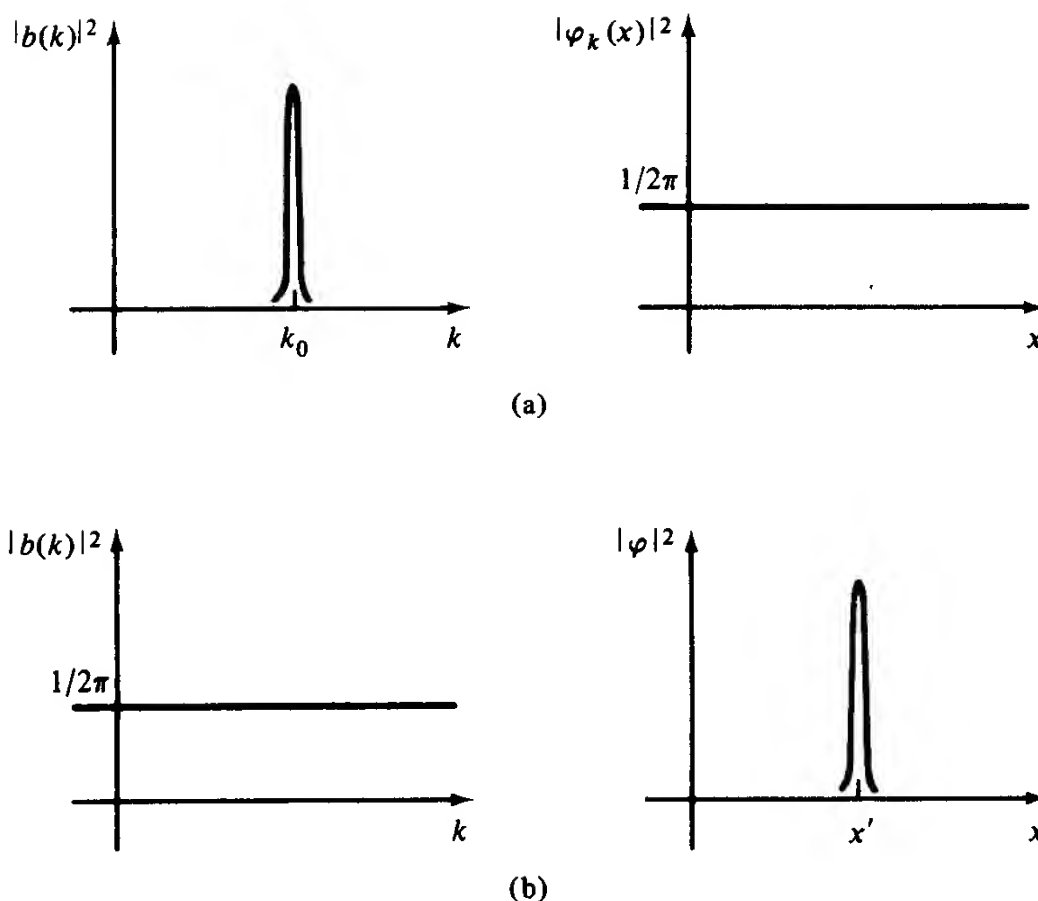 |b(k)|²
|φₖ(x)|²
1/2π
k₀
k
x
(a)
|b(k)|²
|φ|²
1/2π
k
x′
x
(b)